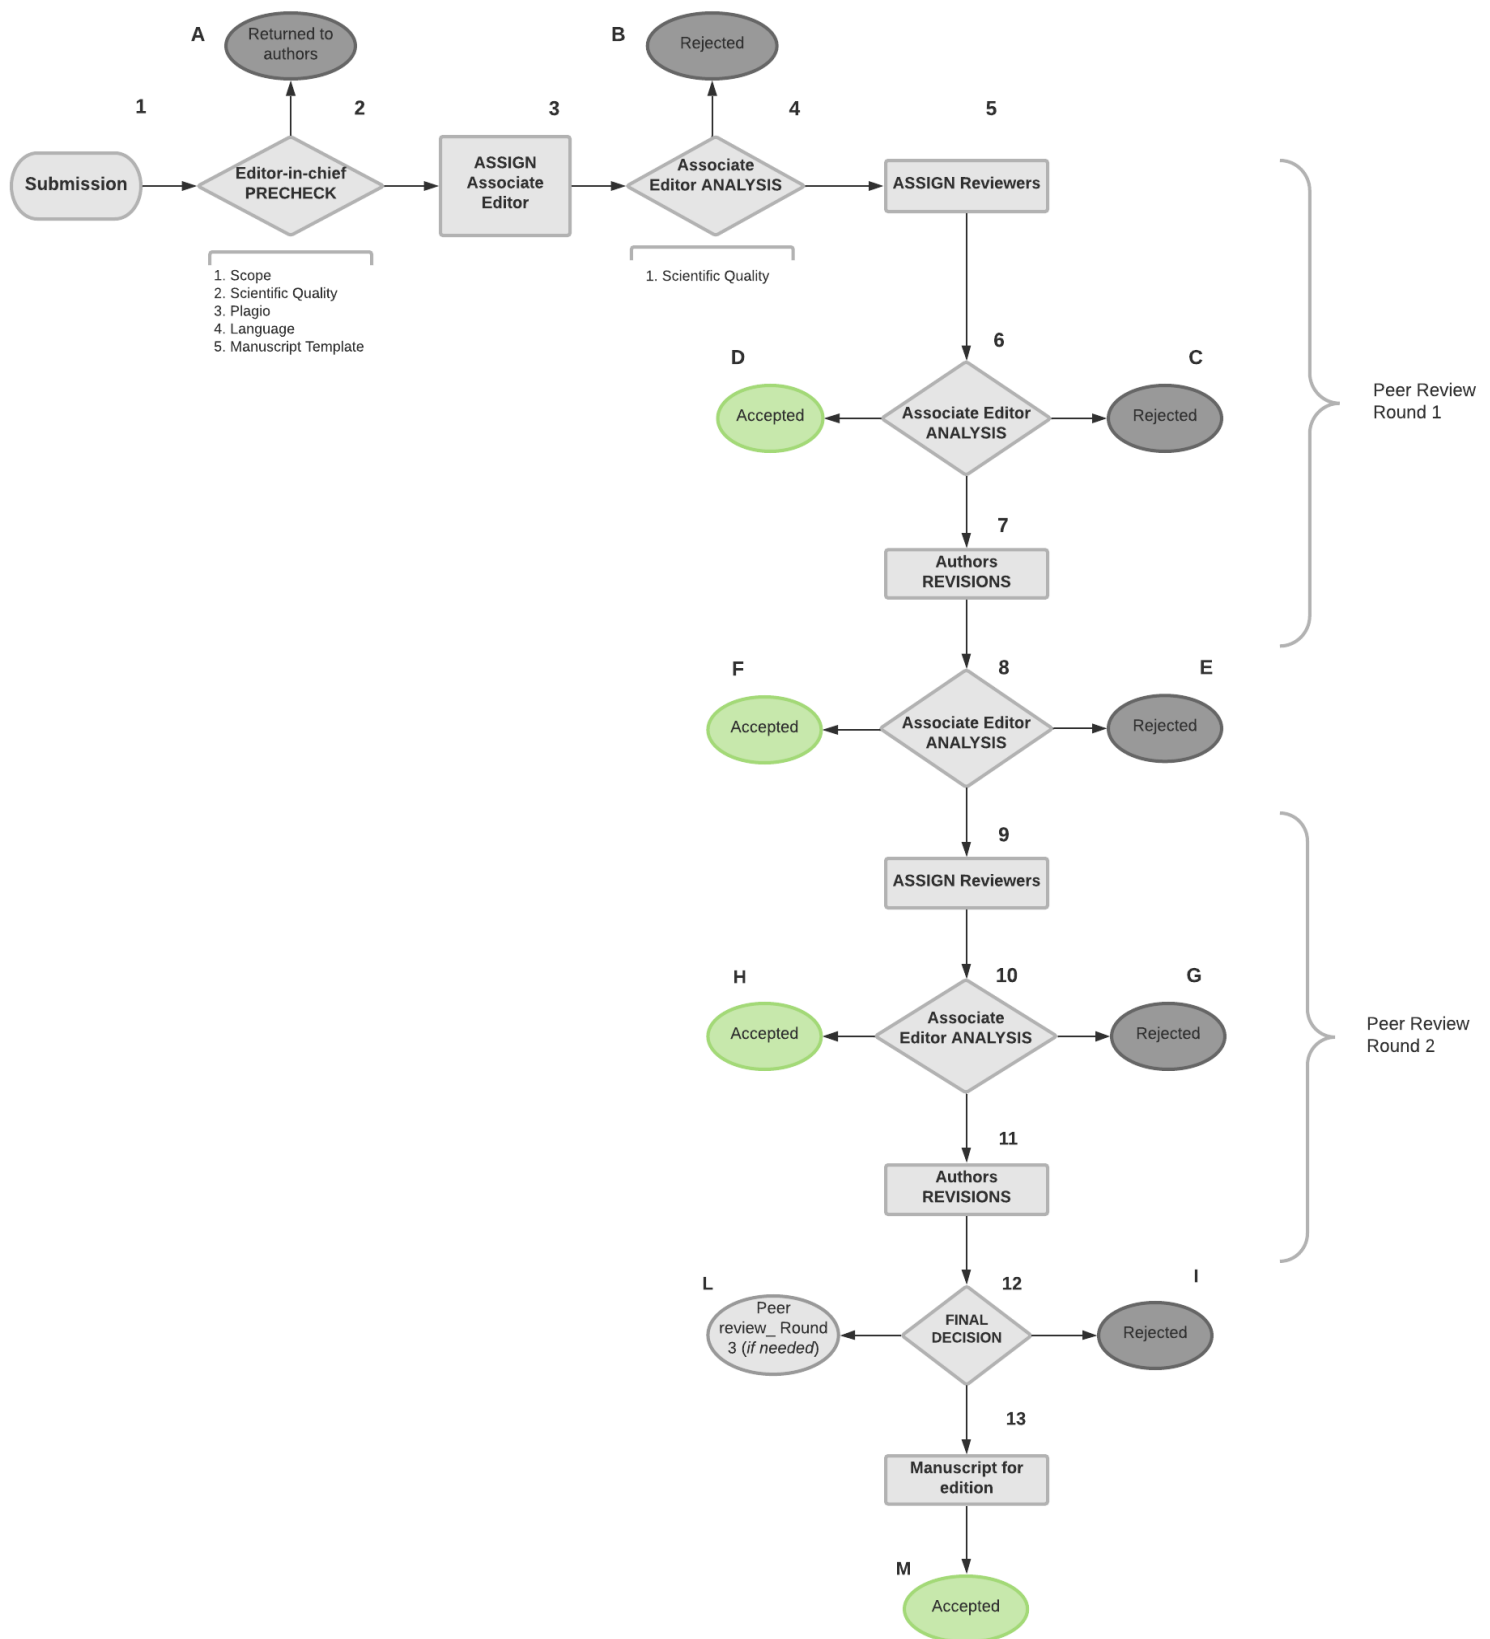 A
Returned to
authors
B
Rejected
1
2
3
4
5
Submission
Editor-in-chief
PRECHECK
ASSIGN
Associate
Editor
Associate
Editor ANALYSIS
ASSIGN Reviewers
1. Scope
2. Scientific Quality
3. Plagio
4. Language
5. Manuscript Template
1. Scientific Quality
6
D
C
Accepted
Associate Editor
ANALYSIS
Rejected
Peer Review
Round 1
7
Authors
REVISIONS
F
8
E
Accepted
Associate Editor
ANALYSIS
Rejected
9
ASSIGN Reviewers
H
10
G
Accepted
Associate
Editor ANALYSIS
Rejected
Peer Review
Round 2
11
Authors
REVISIONS
L
12
I
Peer
review_ Round
3 (if needed)
FINAL
DECISION
Rejected
13
Manuscript for
edition
M
Accepted